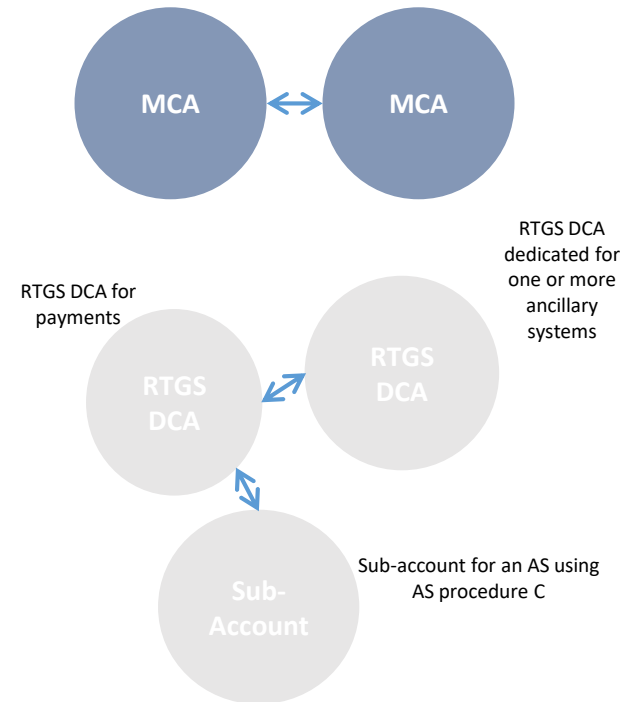 MCA
MCA
RTGS DCA
dedicated for
one or more
ancillary
systems
RTGS DCA for
payments
RTGS
DCA
RTGS
DCA
Sub-
Account
Sub-account for an AS using
AS procedure C